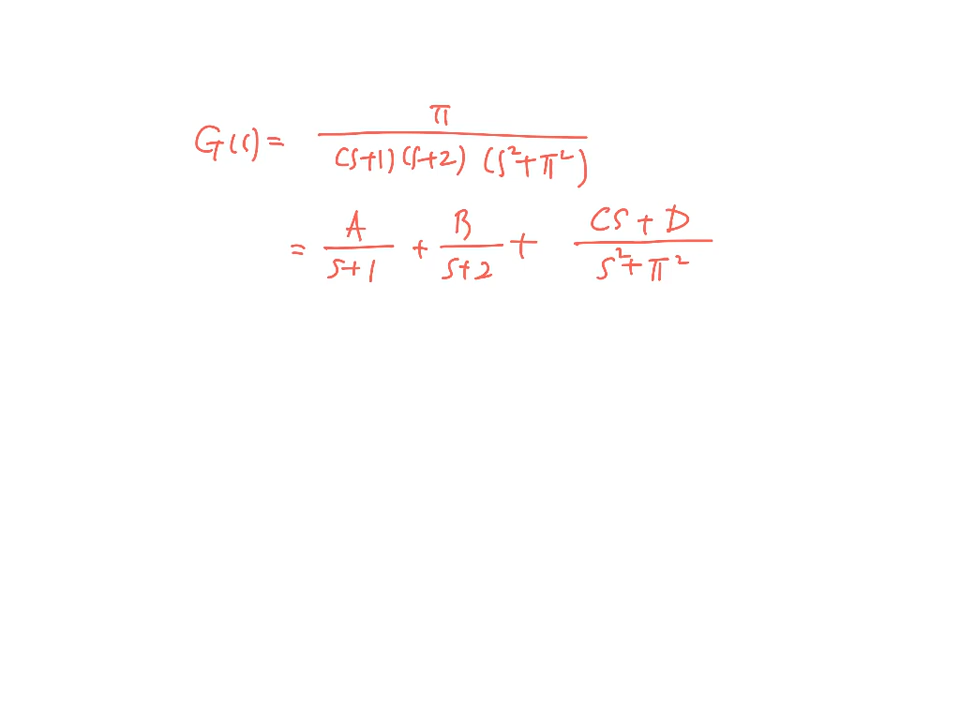 G(s) = π / (s+1)(s+2)(s²+π²)
= A / s+1 + B / s+2 + Cs + D / s²+π²